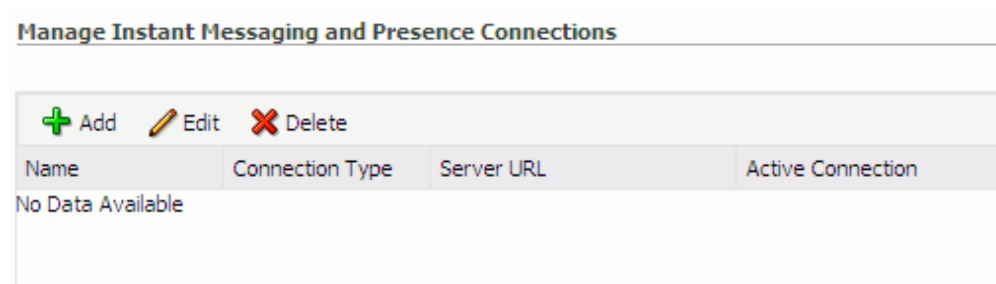 Manage Instant Messaging and Presence Connections
Add Edit Delete
Name Connection Type Server URL Active Connection
No Data Available